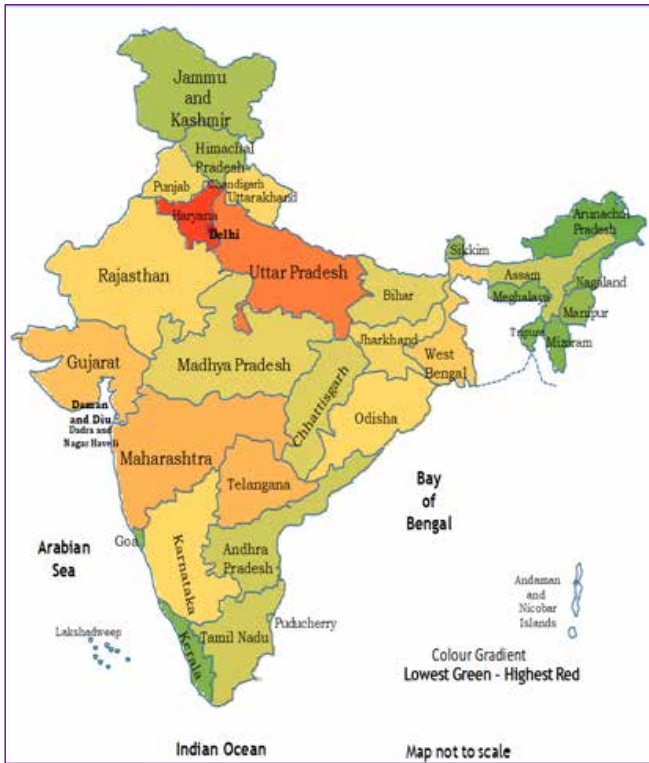 Jammu
and
Kashmir
Himachal
Pradesh
Punjab
Chandigarh
Uttarakhand
Haryana
Delhi
Arunachal
Pradesh
Sikkim
Rajasthan
Uttar Pradesh
Assam
Nagaland
Bihar
Meghalaya
Manipur
Tripura
Mizoram
Jharkhand
West
Bengal
Gujarat
Madhya Pradesh
Chhattisgarh
Daman
and Diu
Dadra and
Nagar Haveli
Odisha
Maharashtra
Telangana
Bay
of
Bengal
Arabian
Sea
Goa
Karnataka
Andhra
Pradesh
Andaman
and
Nicobar
Islands
Lakshadweep
Kerala
Tamil Nadu
Puducherry
Colour Gradient
Lowest Green - Highest Red
Indian Ocean
Map not to scale